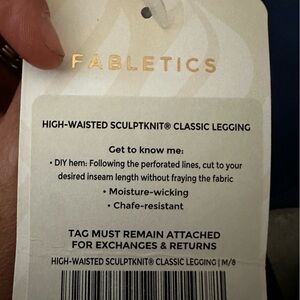 FABLETICS
HIGH-WAISTED SCULPTKNIT® CLASSIC LEGGING
Get to know me:
• DIY hem: Following the perforated lines, cut to your
desired inseam length without fraying the fabric
• Moisture-wicking
• Chafe-resistant
TAG MUST REMAIN ATTACHED
FOR EXCHANGES & RETURNS
HIGH-WAISTED SCULPTKNIT® CLASSIC LEGGING | M/8